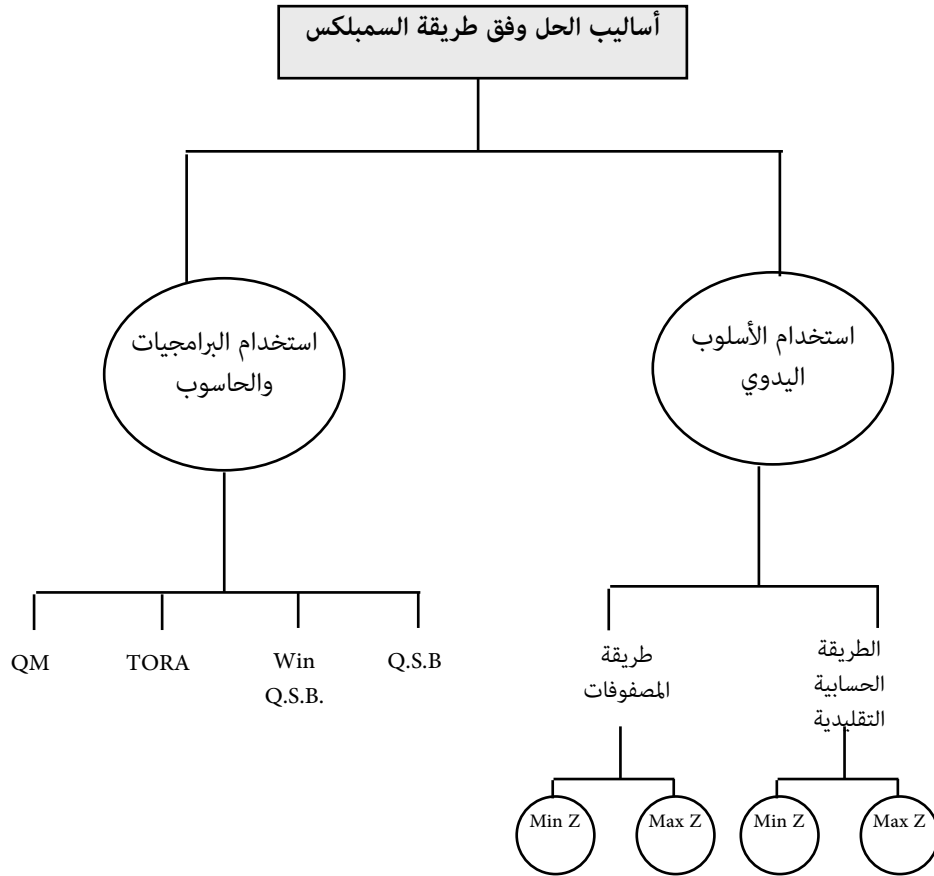 أساليب الحل وفق طريقة السمبلكس
استخدام الأسلوب
اليدوي
استخدام البرامجيات
والحاسوب
الطريقة
الحسابية
التقليدية
طريقة
المصفوفات
Q.S.B
Win
Q.S.B.
TORA
QM
Max Z
Min Z
Max Z
Min Z